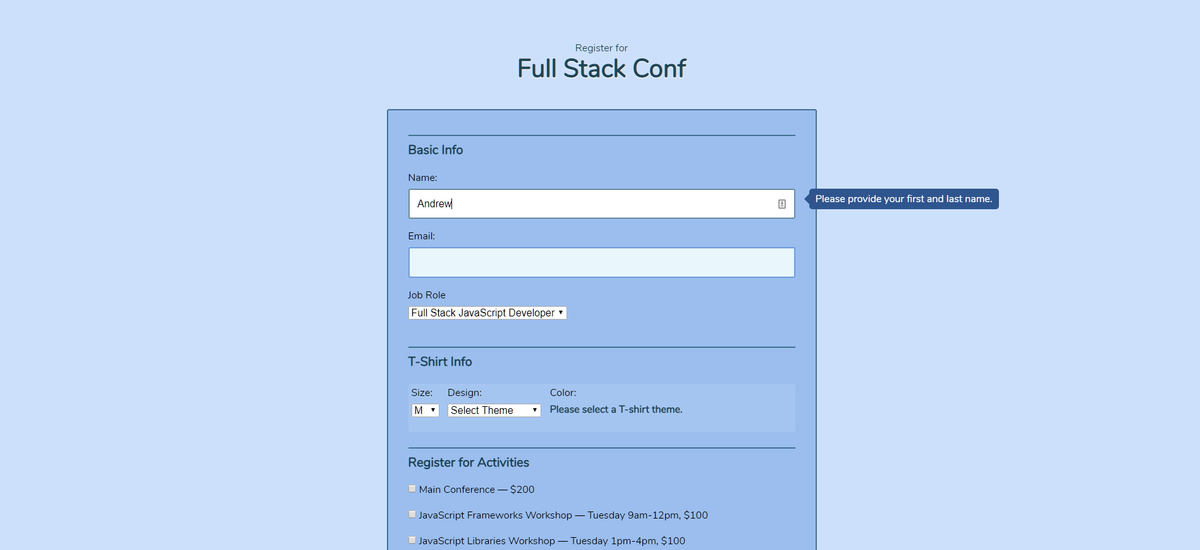 Register for
Full Stack Conf
Basic Info
Name:
Andrew
Please provide your first and last name.
Email:
Job Role
Full Stack JavaScript Developer
T-Shirt Info
Size: Design: Color:
M Select Theme Please select a T-shirt theme.
Register for Activities
Main Conference — $200
JavaScript Frameworks Workshop — Tuesday 9am-12pm, $100
JavaScript Libraries Workshop — Tuesday 1pm-4pm, $100